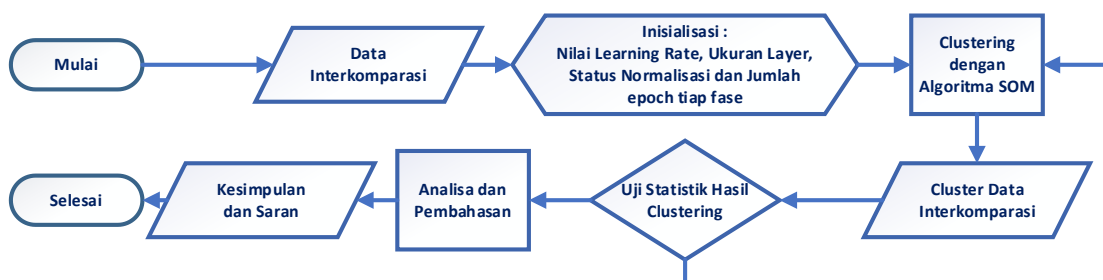 Mulai
Data
Interkomparasi
Inisialisasi :
Nilai Learning Rate, Ukuran Layer,
Status Normalisasi dan Jumlah
epoch tiap fase
Clustering
dengan
Algoritma SOM
Cluster Data
Interkomparasi
Uji Statistik Hasil
Clustering
Analisa dan
Pembahasan
Kesimpulan
dan Saran
Selesai